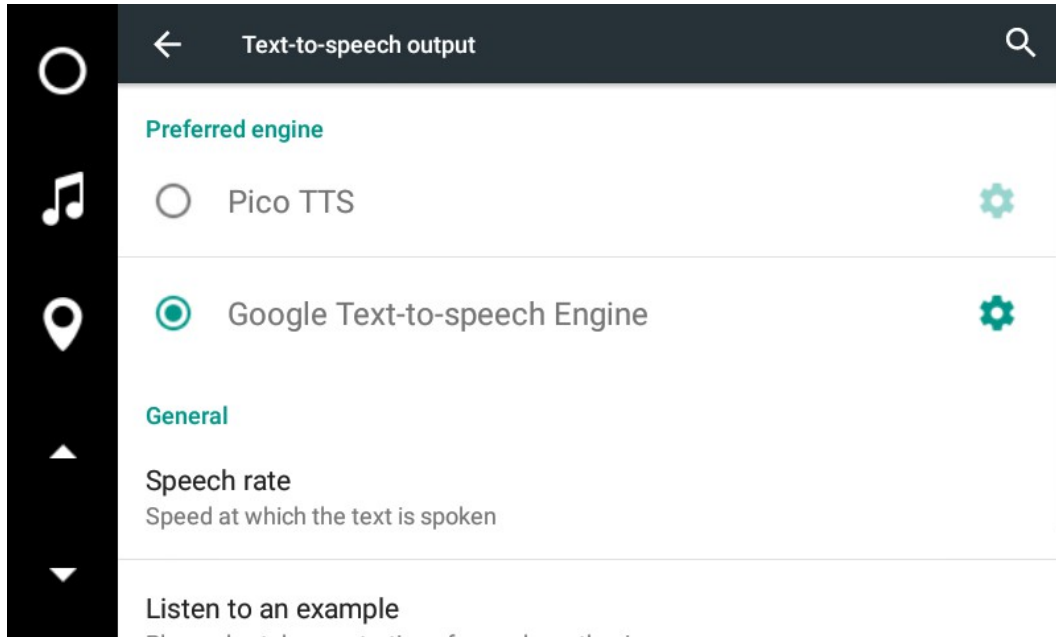 Text-to-speech output
Preferred engine
Pico TTS
Google Text-to-speech Engine
General
Speech rate
Speed at which the text is spoken
Listen to an example